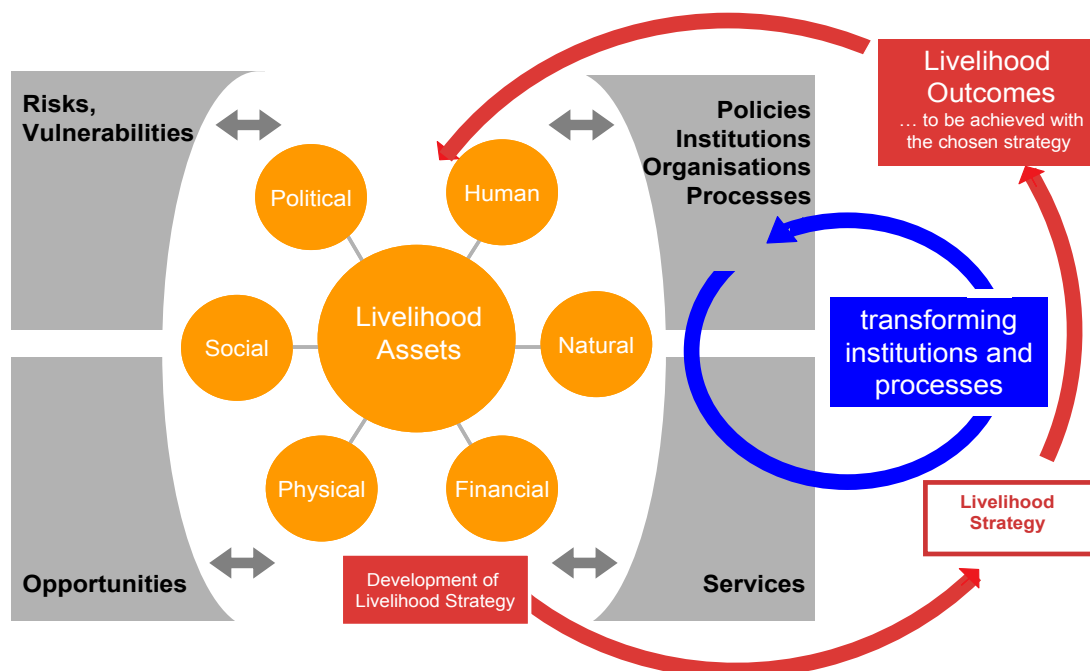 Risks,
Vulnerabilities
Policies
Institutions
Organisations
Processes
Livelihood
Outcomes
… to be achieved with
the chosen strategy
Political
Human
Livelihood
Assets
Social
Natural
Physical
Financial
transforming
institutions and
processes
Livelihood
Strategy
Opportunities
Development of
Livelihood Strategy
Services